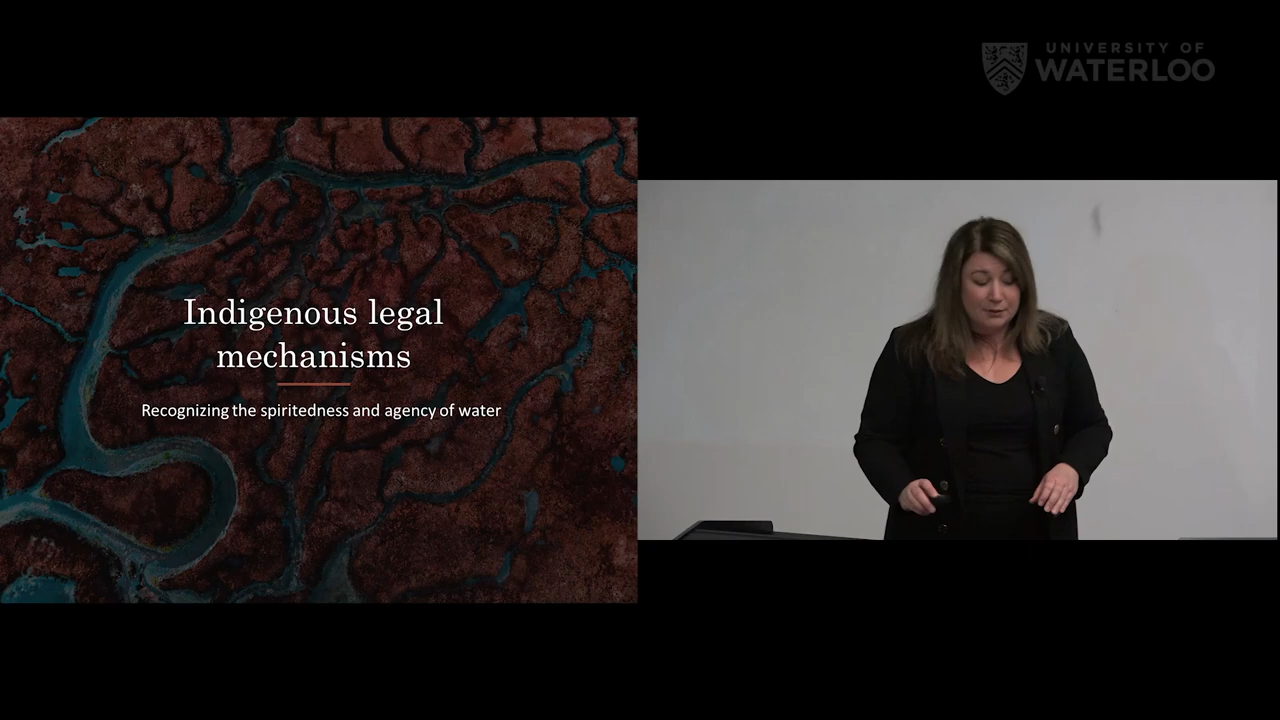 UNIVERSITY OF
WATERLOO
Indigenous legal
mechanisms
Recognizing the spiritedness and agency of water